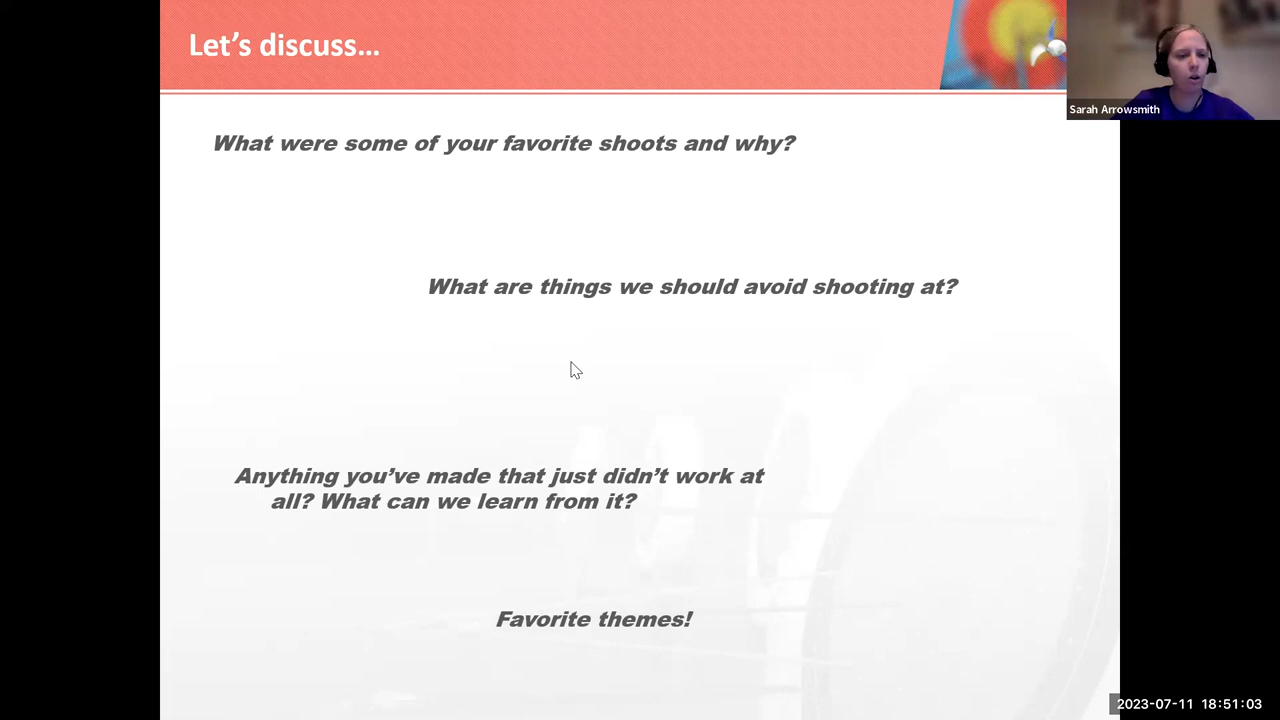 Let's discuss...
Sarah Arrowsmith
What were some of your favorite shoots and why?
What are things we should avoid shooting at?
Anything you've made that just didn't work at
all? What can we learn from it?
Favorite themes!
2023-07-11 18:51:03